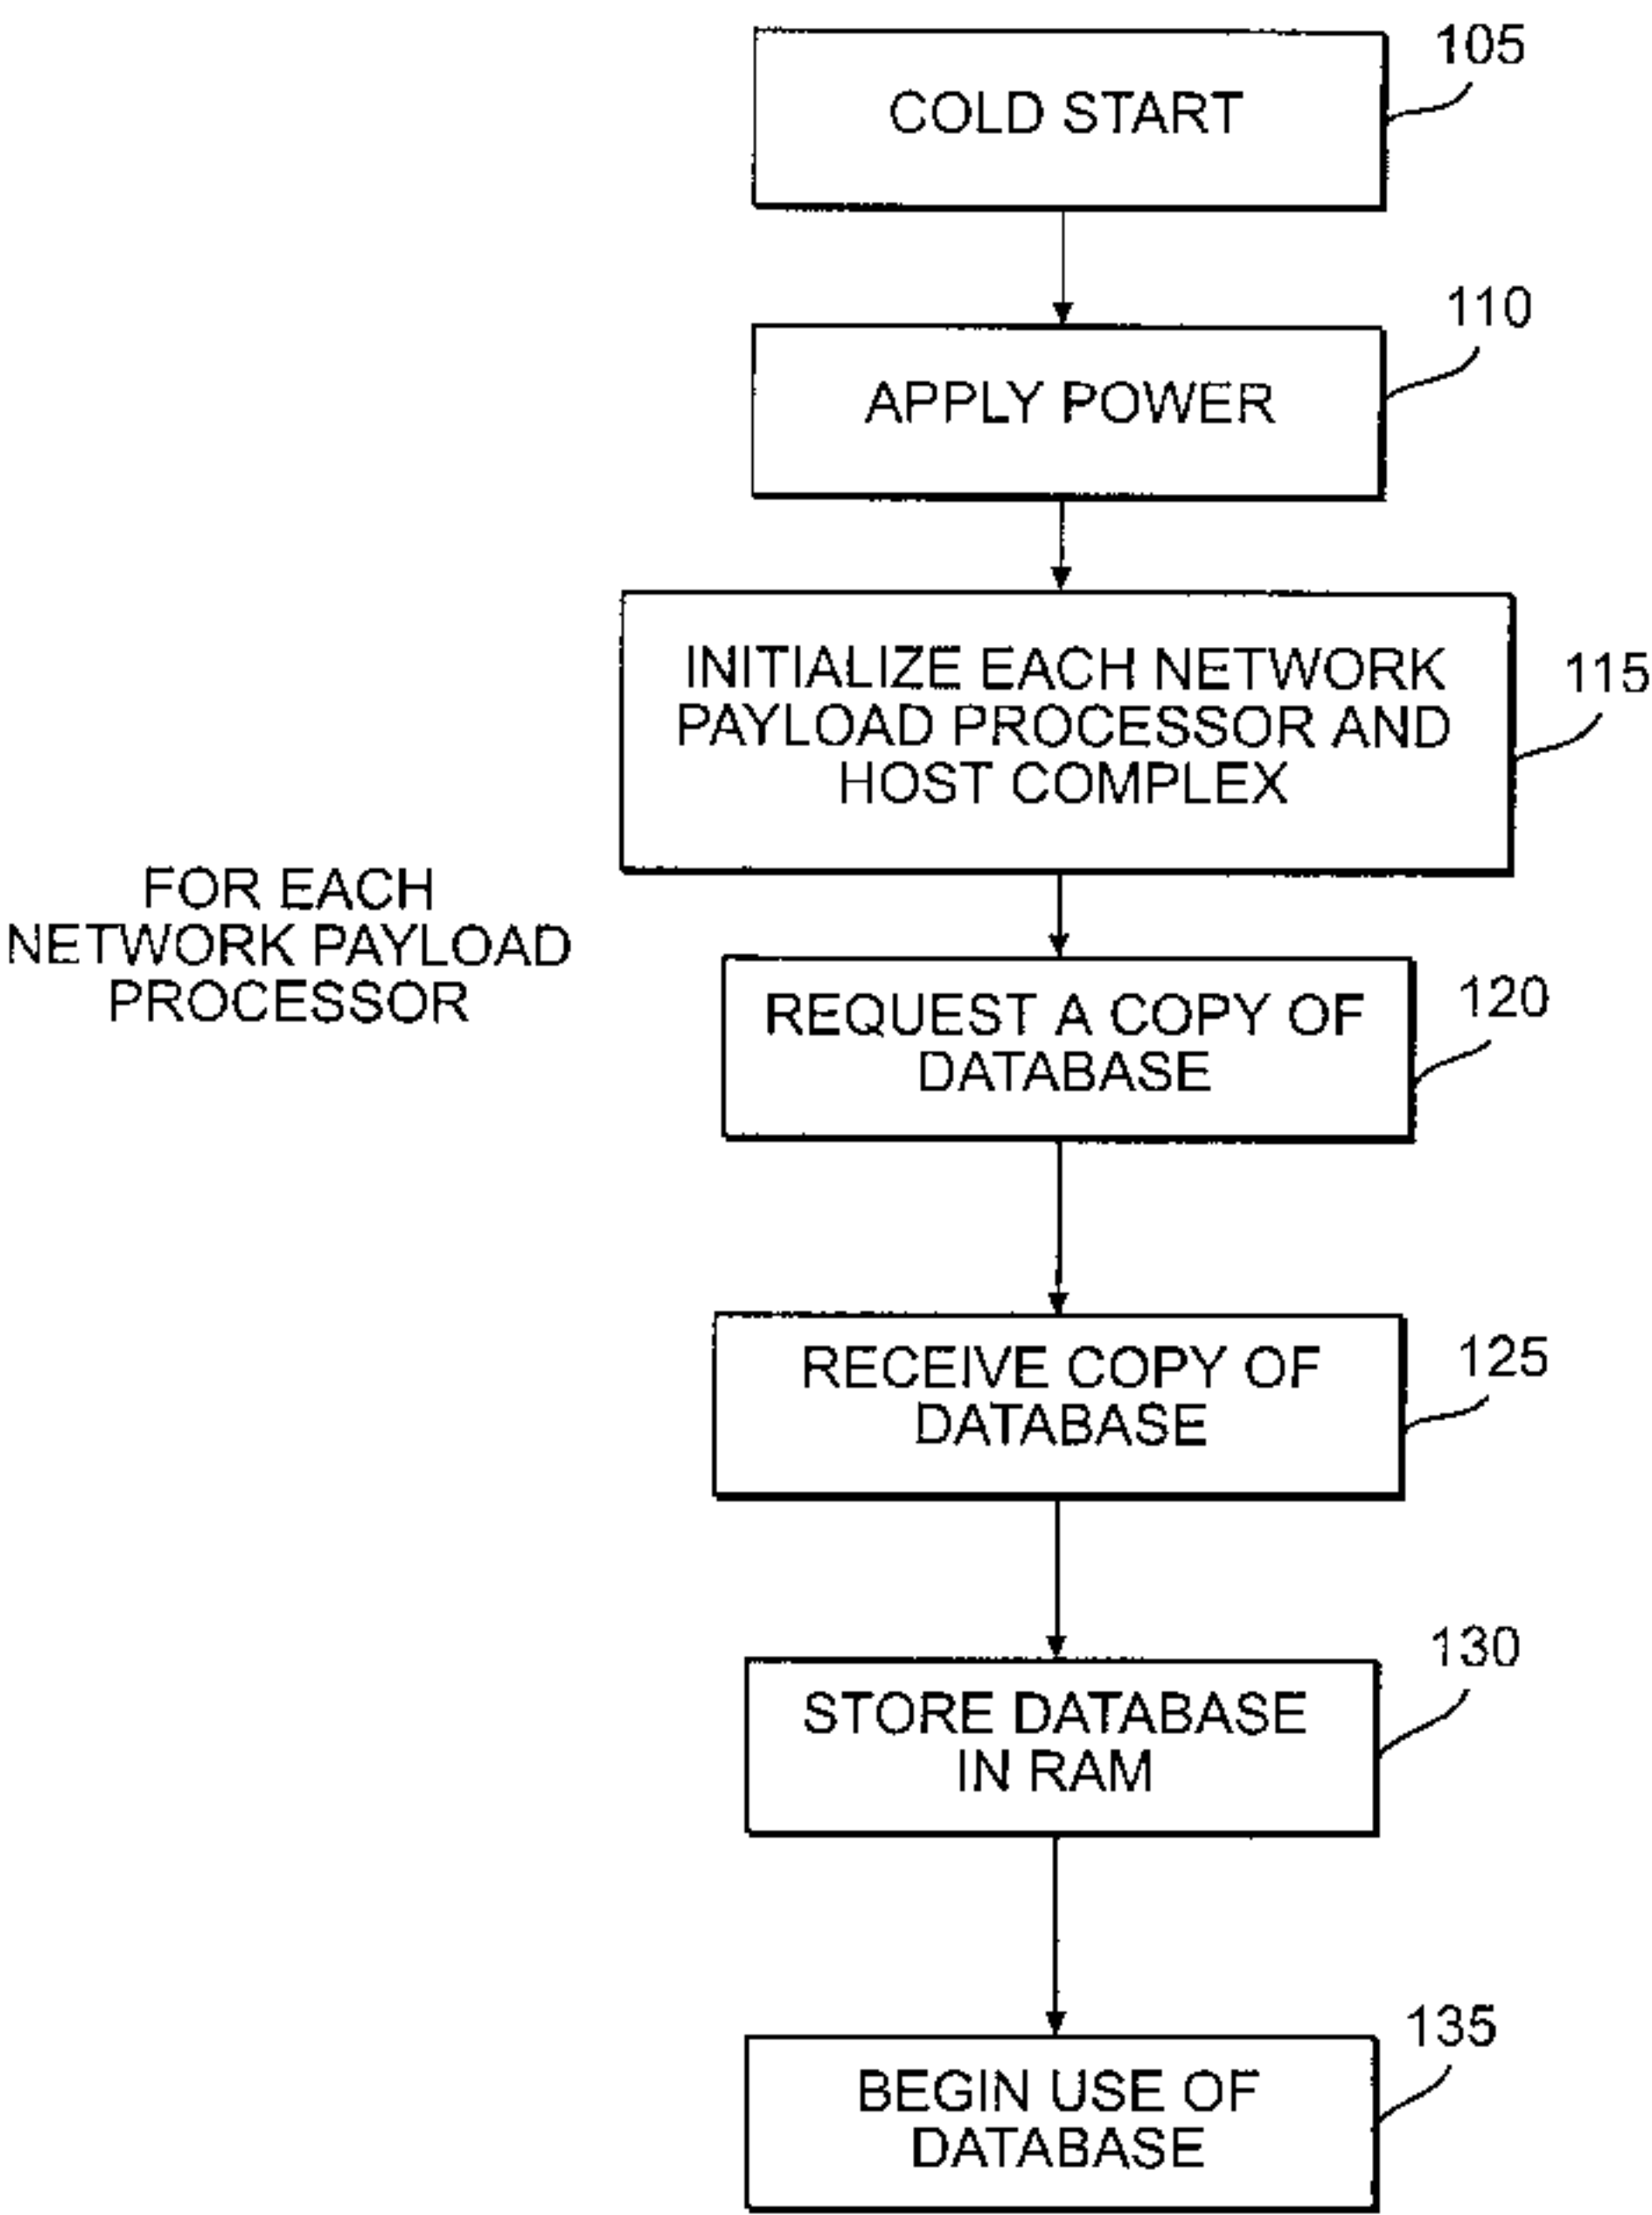 105
COLD START
110
APPLY POWER
115
INITIALIZE EACH NETWORK
PAYLOAD PROCESSOR AND
HOST COMPLEX
FOR EACH
NETWORK PAYLOAD
PROCESSOR
120
REQUEST A COPY OF
DATABASE
125
RECEIVE COPY OF
DATABASE
130
STORE DATABASE
IN RAM
135
BEGIN USE OF
DATABASE